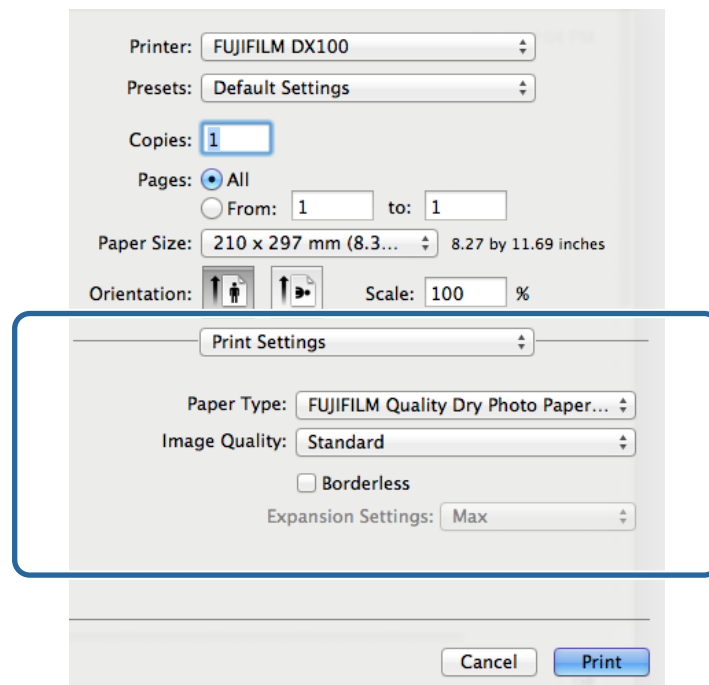 Printer: FUJIFILM DX100
Presets: Default Settings
Copies: 1
Pages: All
From: 1 to: 1
Paper Size: 210 x 297 mm (8.3... 8.27 by 11.69 inches
Orientation: Scale: 100 %
Print Settings
Paper Type: FUJIFILM Quality Dry Photo Paper...
Image Quality: Standard
Borderless
Expansion Settings: Max
Cancel Print